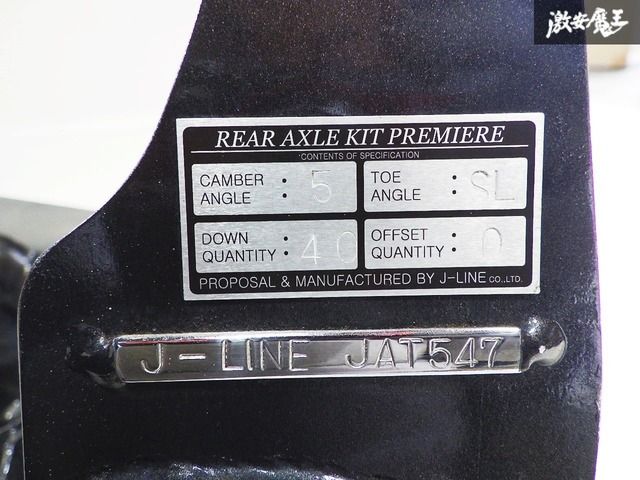 激安魔王
REAR AXLE KIT PREMIERE
CONTENTS OF SPECIFICATION
CAMBER ANGLE : 5
TOE ANGLE : SL
DOWN QUANTITY : 40
OFFSET QUANTITY : 0
PROPOSAL & MANUFACTURED BY J-LINE CO.,LTD.
J-LINE JAT547